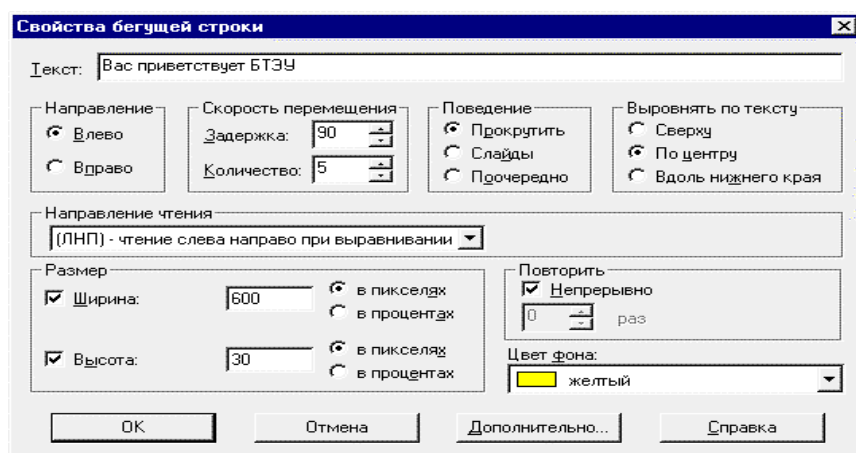 Свойства бегущей строки
Текст: Вас приветствует БТЭУ
Направление Скорость перемещения Поведение Выровнять по тексту
Влево Задержка: 90 Прокрутить Сверху
Слайды По центру
Вправо Количество: 5 Поочередно Вдоль нижнего края
Направление чтения
(ЛНП) - чтение слева направо при выравнивании
Размер Повторить
Ширина: 600 в пикселях Непрерывно
в процентах 0 раз
Высота: 30 в пикселях Цвет фона:
в процентах желтый
OK Отмена Дополнительно... Справка